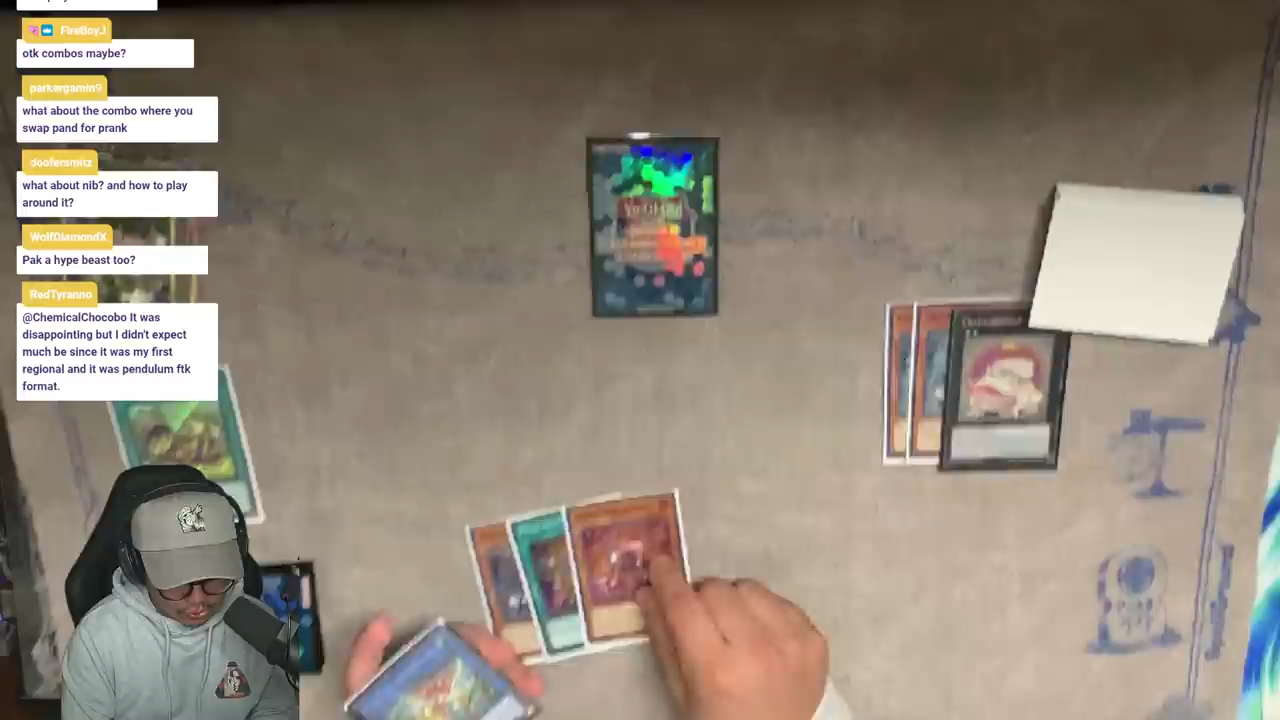 FireBoyJ
otk combos maybe?
parkergamin9
what about the combo where you
swap pand for prank
doofersmitz
what about nib? and how to play
around it?
WolfDiamondX
Pak a hype beast too?
RedTyranno
@ChemicalChocobo It was
disappointing but I didn't expect
much be since it was my first
regional and it was pendulum ftk
format.